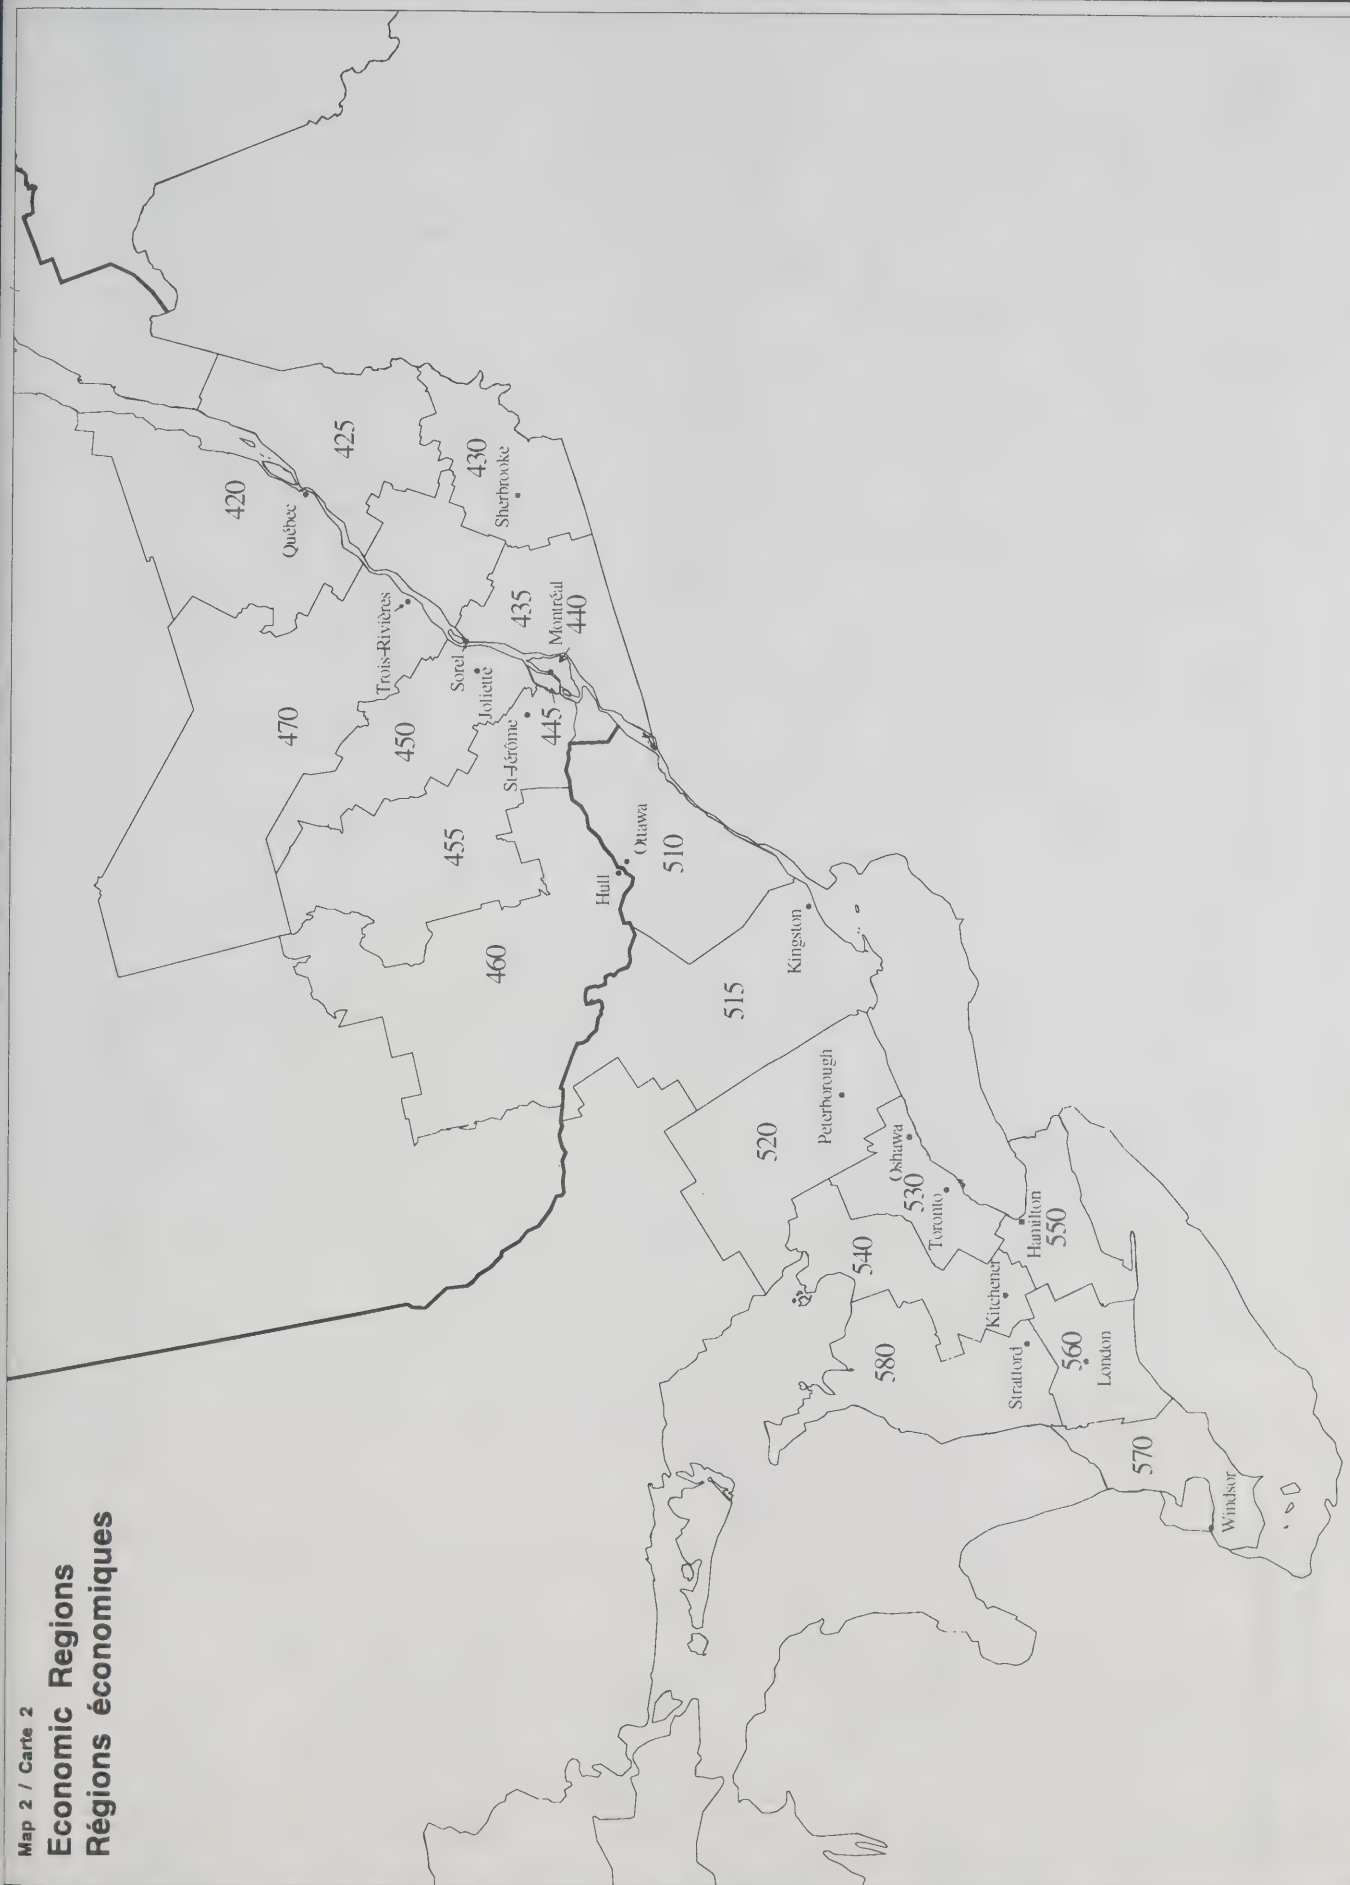 Map 2 / Carte 2
Economic Regions
Régions économiques
420
Québec
425
430
Sherbrooke
Trois-Rivières
470
450
Sorel
Joliette
435
Montréal
440
St-Jérôme
445
455
460
Hull
Ottawa
510
515
Kingston
520
Peterborough
Oshawa
530
Toronto
540
Hamilton
550
Kitchener
580
Stratford
560
London
570
Windsor